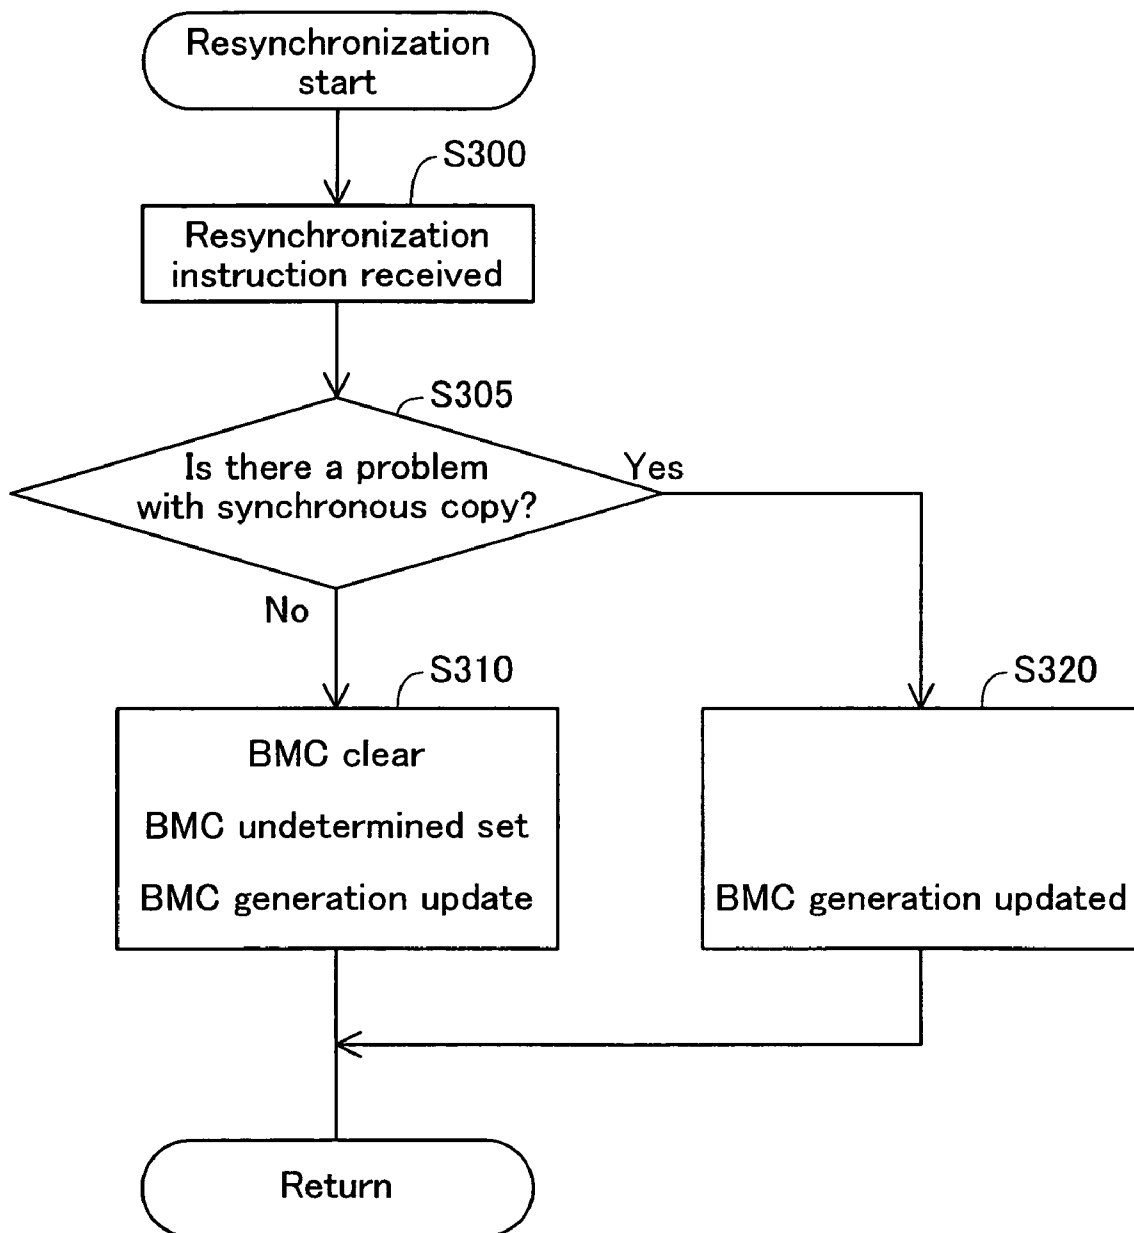 Resynchronization
start
S300
Resynchronization
instruction received
S305
Is there a problem
with synchronous copy?
Yes
No
S310
BMC clear
BMC undetermined set
BMC generation update
S320
BMC generation updated
Return